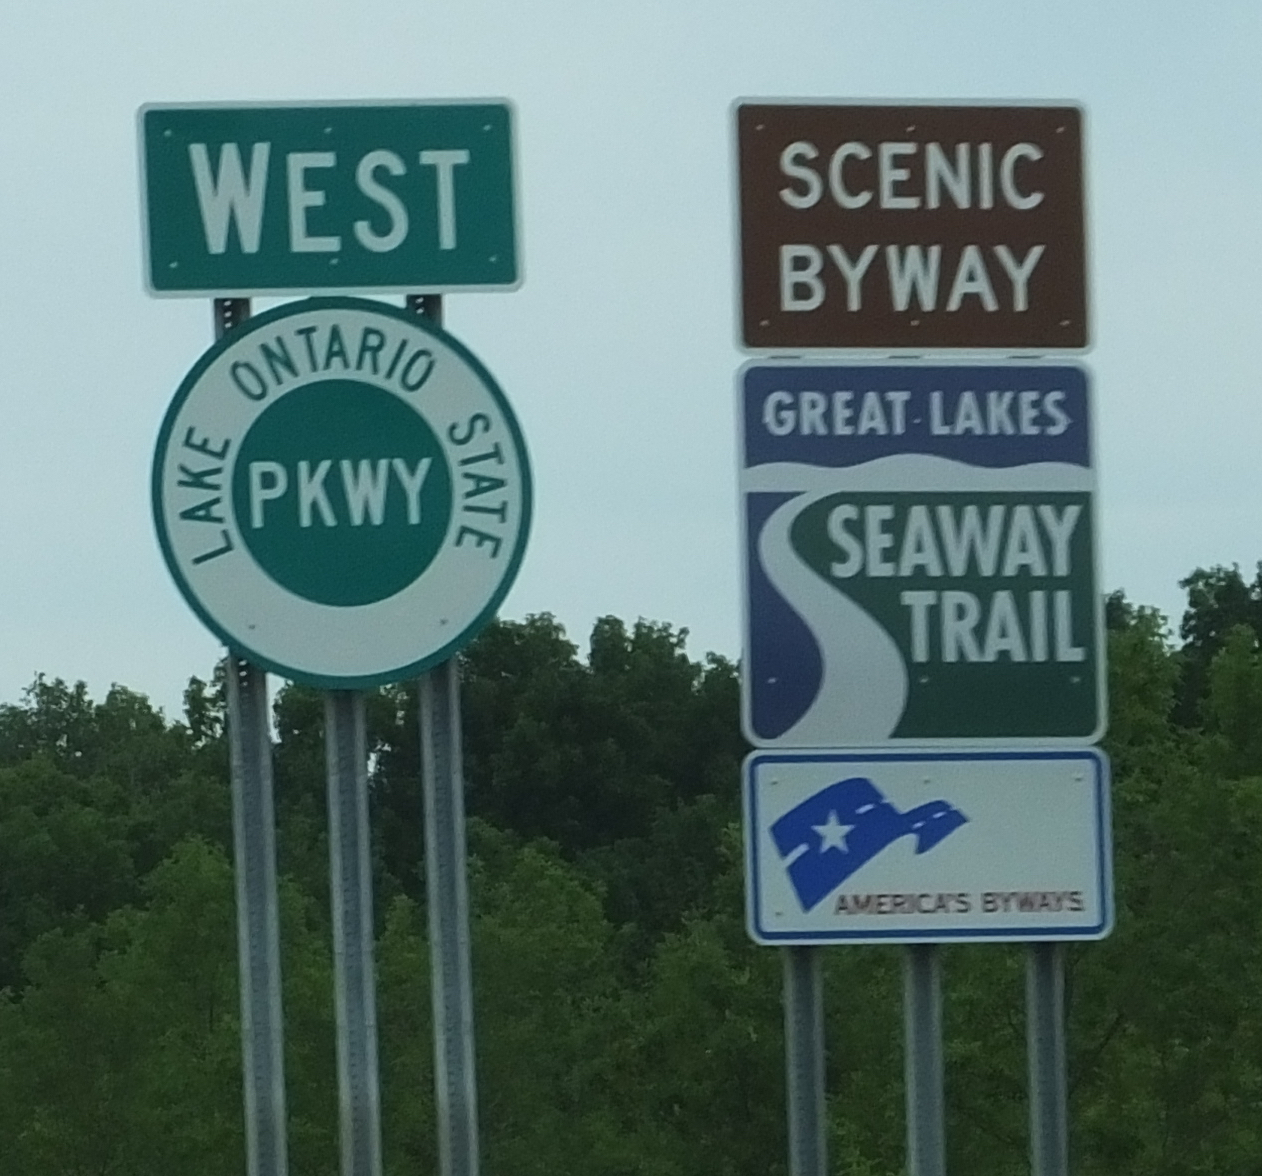 WEST
LAKE ONTARIO STATE
PKWY
SCENIC
BYWAY
GREAT LAKES
SEAWAY
TRAIL
AMERICA'S BYWAYS